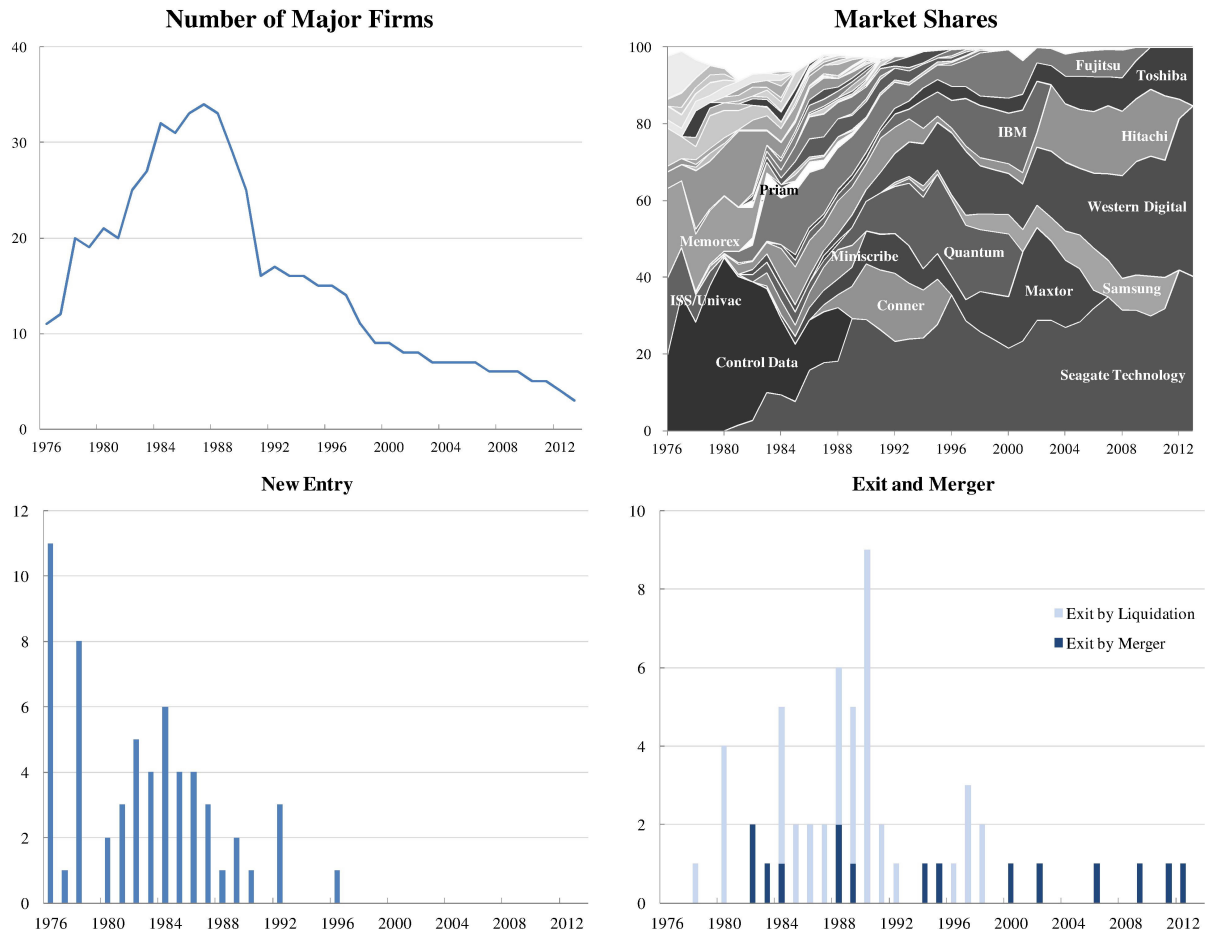 Number of Major Firms
40
30
20
10
0
1976 1980 1984 1988 1992 1996 2000 2004 2008 2012
Market Shares
100
80
60
40
20
0
Fujitsu
Toshiba
IBM
Hitachi
Priam
Western Digital
Memorex
Miniscribe
Quantum
Samsung
Maxtor
ISS/Univac
Conner
Control Data
Seagate Technology
1976 1980 1984 1988 1992 1996 2000 2004 2008 2012
New Entry
12
10
8
6
4
2
0
1976 1980 1984 1988 1992 1996 2000 2004 2008 2012
Exit and Merger
10
8
6
4
2
0
Exit by Liquidation
Exit by Merger
1976 1980 1984 1988 1992 1996 2000 2004 2008 2012